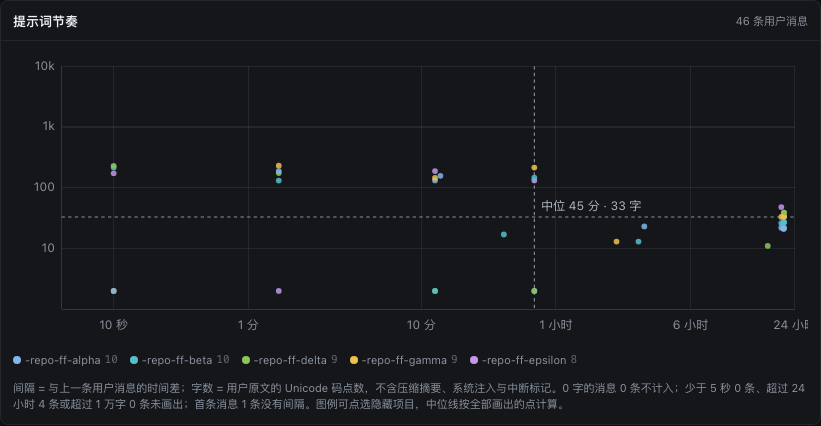 提示词节奏
46 条用户消息
10k
1k
100
10
中位 45 分 · 33 字
10 秒
1 分
10 分
1 小时
6 小时
24 小
-repo-ff-alpha 10
-repo-ff-beta 10
-repo-ff-delta 9
-repo-ff-gamma 9
-repo-ff-epsilon 8
间隔 = 与上一条用户消息的时间差；字数 = 用户原文的 Unicode 码点数，不含压缩摘要、系统注入与中断标记。0 字的消息 0 条不计入；少于 5 秒 0 条、超过 24
小时 4 条或超过 1 万字 0 条未画出；首条消息 1 条没有间隔。图例可点选隐藏项目，中位线按全部画出的点计算。